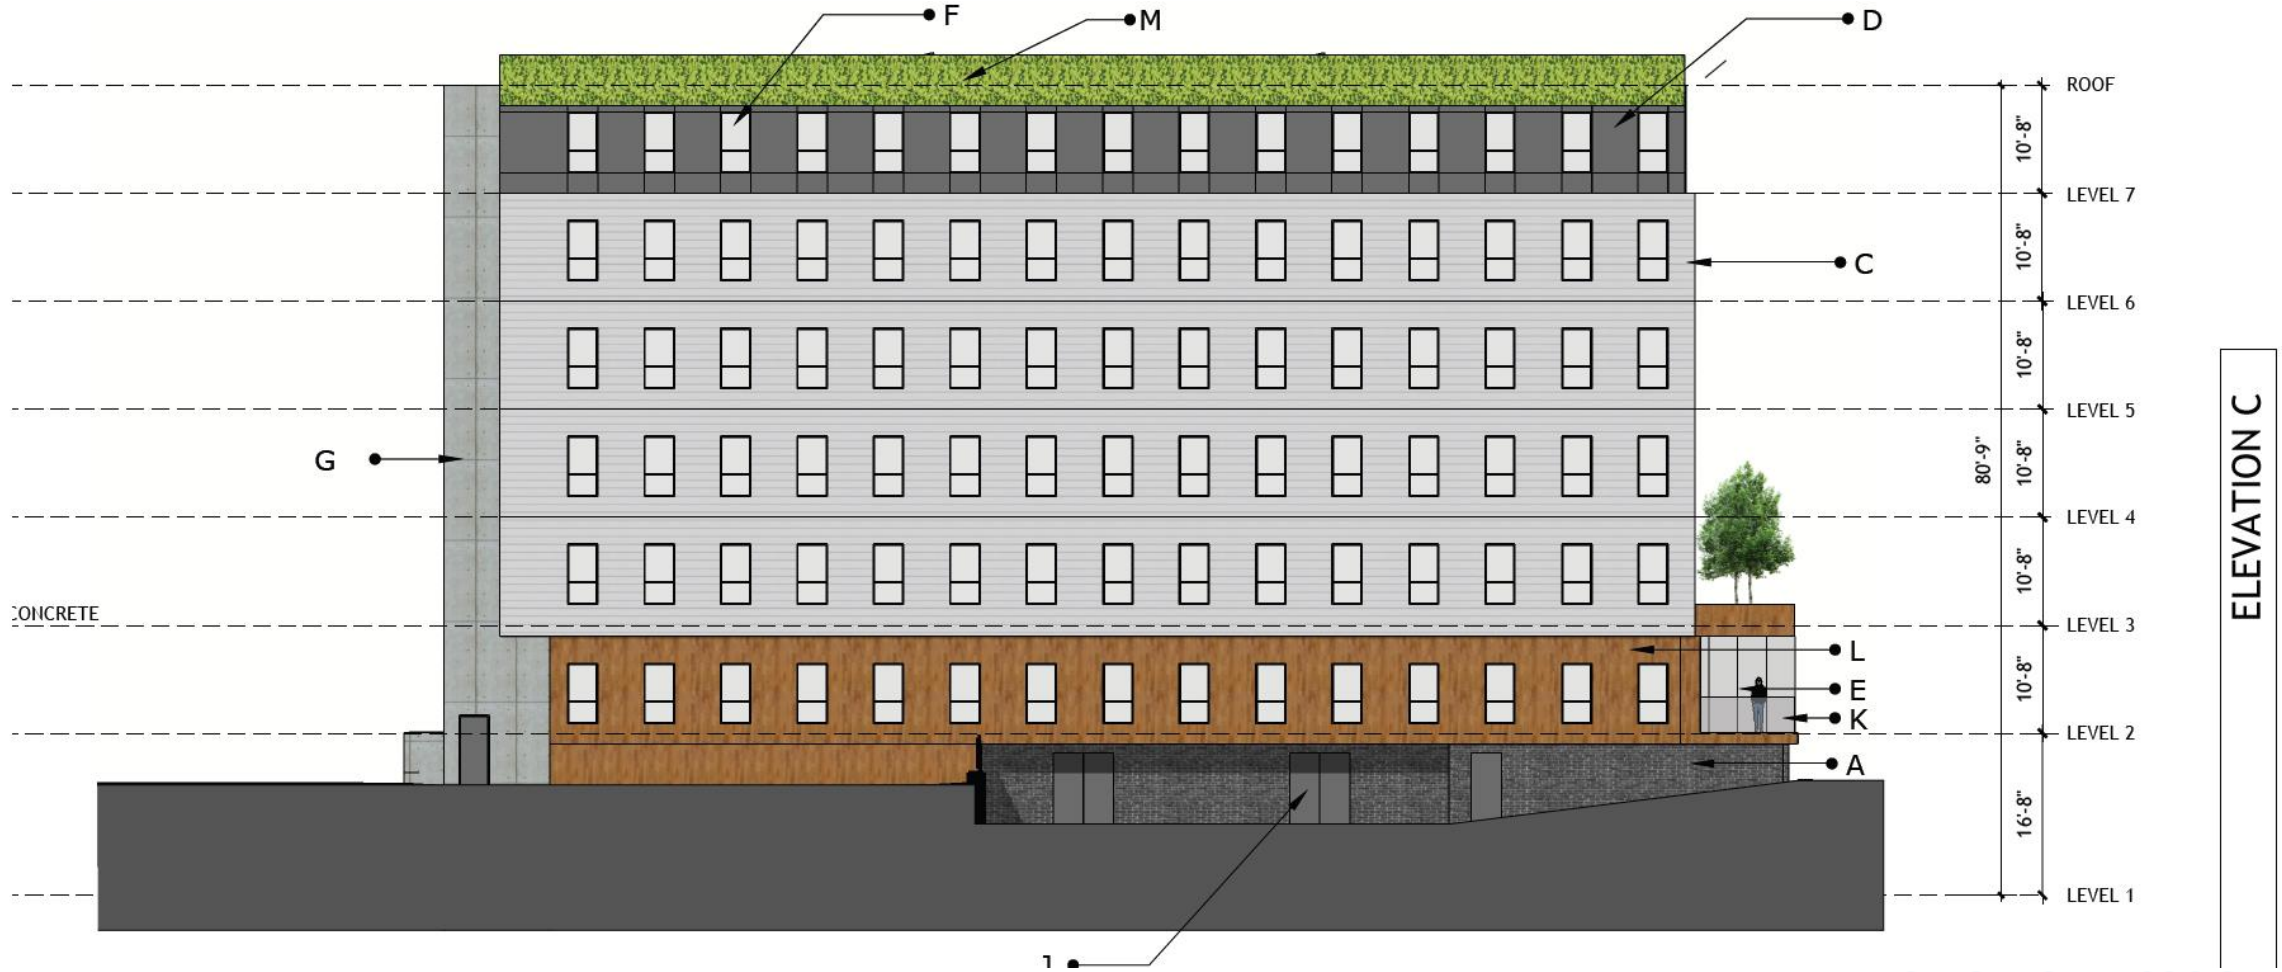 F
M
D
ROOF
10'-8"
LEVEL 7
10'-8"
C
LEVEL 6
10'-8"
LEVEL 5
G
80'-9"
10'-8"
ELEVATION C
LEVEL 4
10'-8"
CONCRETE
LEVEL 3
L
10'-8"
E
K
LEVEL 2
A
16'-8"
LEVEL 1
J